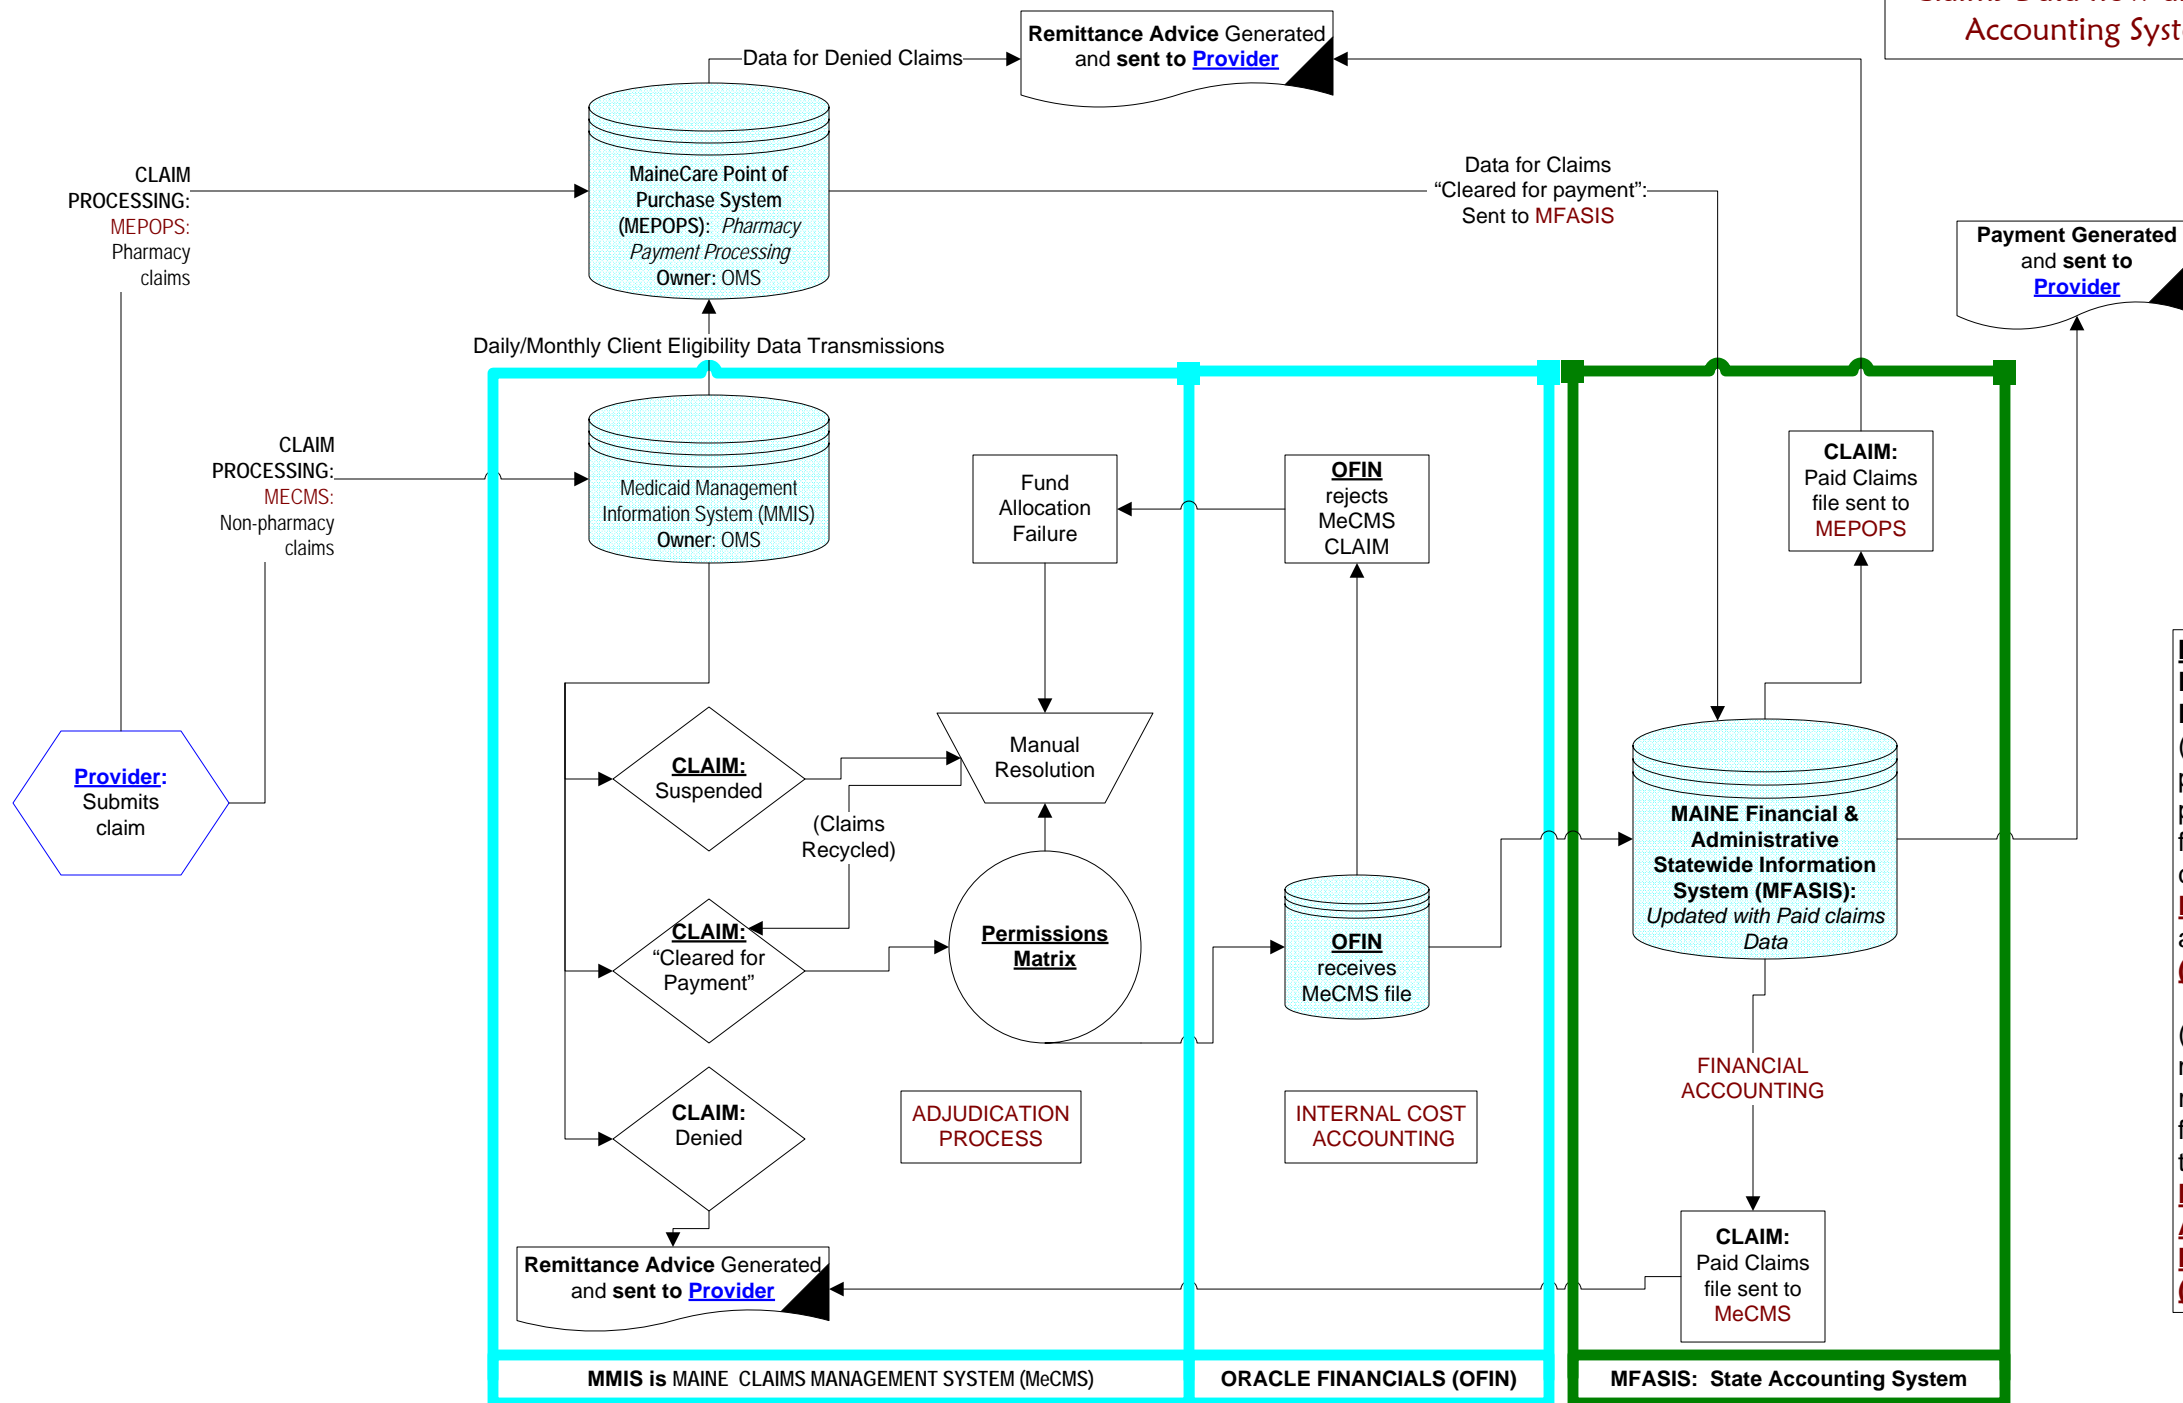 Accounting
Remittance Advice Generated
and sent to Provider
Data for Denied Claims
CLAIM
PROCESSING:
MEPOPS:
Pharmacy
claims
MaineCare Point of
Purchase System
(MEPOPS): Pharmacy
Payment Processing
Owner: OMS
Data for Claims
“Cleared for payment”:
Sent to MFASIS
Payment Generated
and sent to
Provider
Daily/Monthly Client Eligibility Data Transmissions
CLAIM
PROCESSING:
MECMS:
Non-pharmacy
claims
Medicaid Management
Information System (MMIS)
Owner: OMS
Fund
Allocation
Failure
OFIN
rejects
MeCMS
CLAIM
CLAIM:
Paid Claims
file sent to
MEPOPS
Provider:
Submits
claim
CLAIM:
Suspended
Manual
Resolution
(Claims
Recycled)
CLAIM:
“Cleared for
Payment”
Permissions
Matrix
OFIN
receives
MeCMS file
MAINE Financial &
Administrative
Statewide Information
System (MFASIS):
Updated with Paid claims
Data
FINANCIAL
ACCOUNTING
CLAIM:
Denied
ADJUDICATION
PROCESS
INTERNAL COST
ACCOUNTING
CLAIM:
Paid Claims
file sent to
MeCMS
Remittance Advice Generated
and sent to Provider
MMIS is MAINE CLAIMS MANAGEMENT SYSTEM (MeCMS)
ORACLE FINANCIALS (OFIN)
MFASIS: State Accounting System